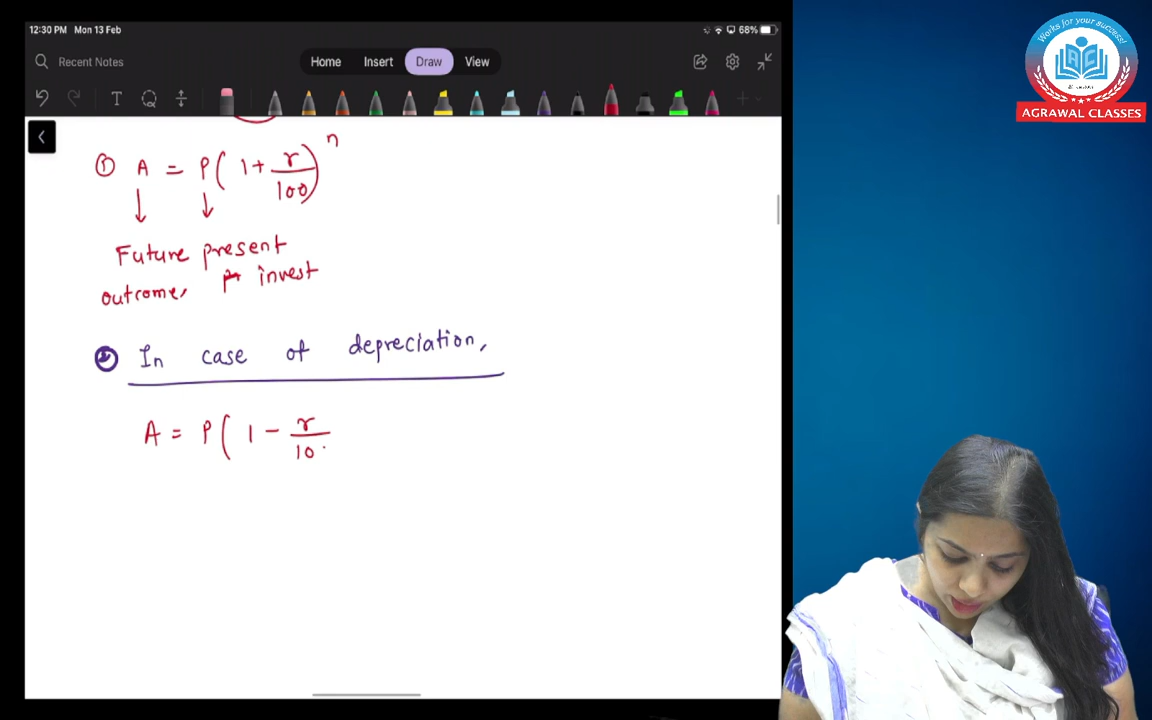 12:30 PM Mon 13 Feb
68%
Works for your success!
AC
AGRAWAL CLASSES
Recent Notes
Home Insert Draw View
① A = P(1 + r/100)^n
Future present
outcome, invest
② In case of depreciation,
A = P(1 - r/10